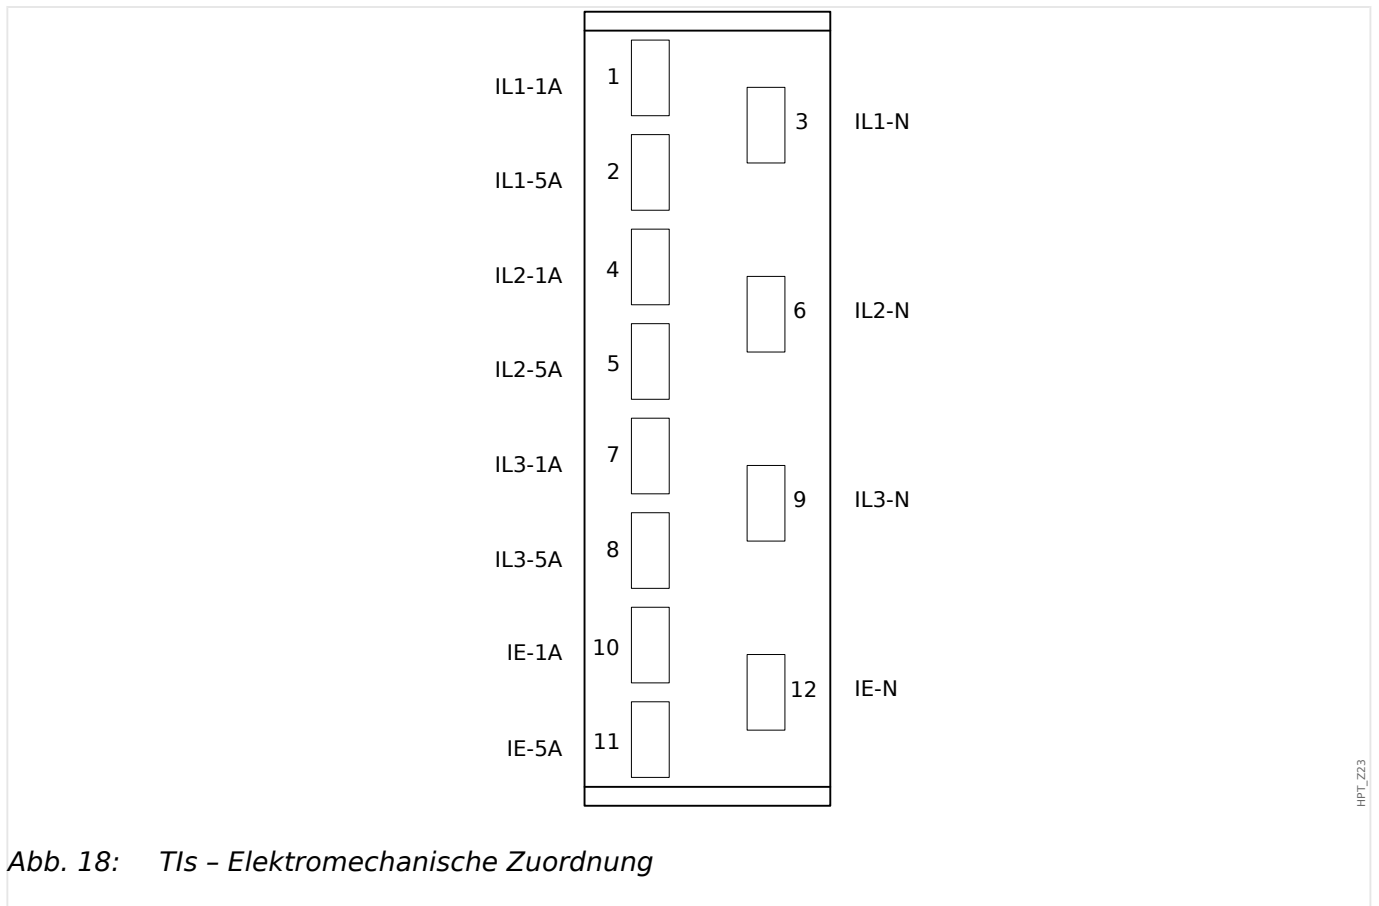 IL1-1A 1
3 IL1-N
IL1-5A 2
IL2-1A 4
6 IL2-N
IL2-5A 5
IL3-1A 7
9 IL3-N
IL3-5A 8
IE-1A 10
12 IE-N
IE-5A 11
HPT_Z23
Abb. 18: TIs – Elektromechanische Zuordnung